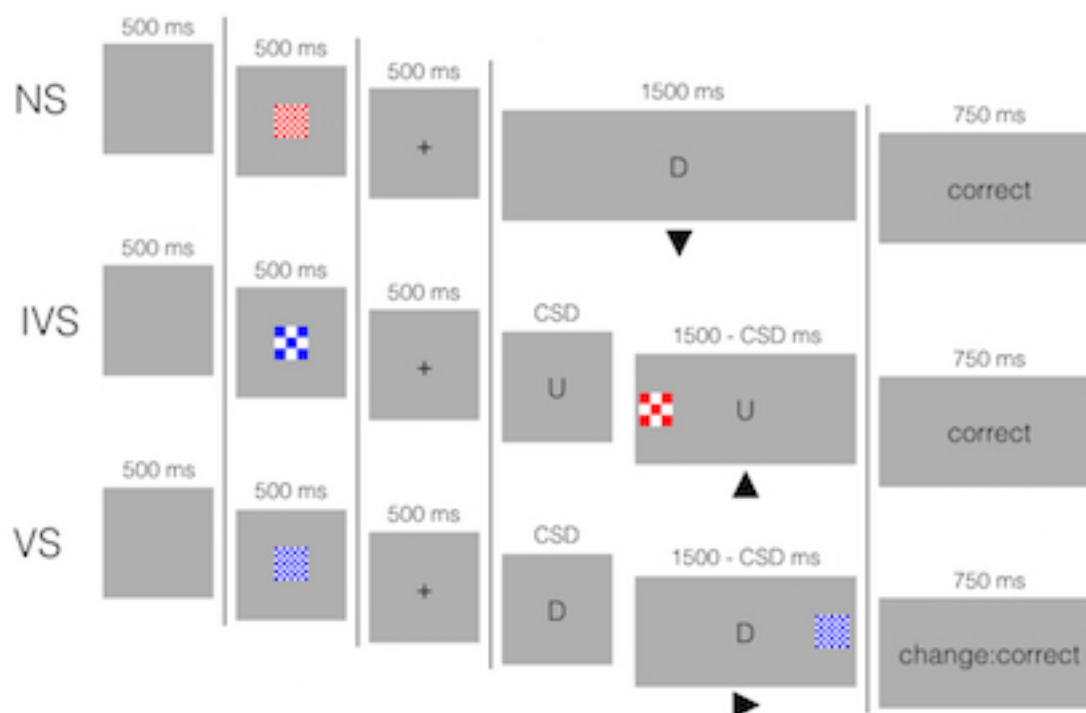 NS
500 ms
500 ms
500 ms
+
1500 ms
D
750 ms
correct
IVS
500 ms
500 ms
500 ms
+
CSD
U
1500 - CSD ms
U
750 ms
correct
VS
500 ms
500 ms
500 ms
+
CSD
D
1500 - CSD ms
D
750 ms
change:correct